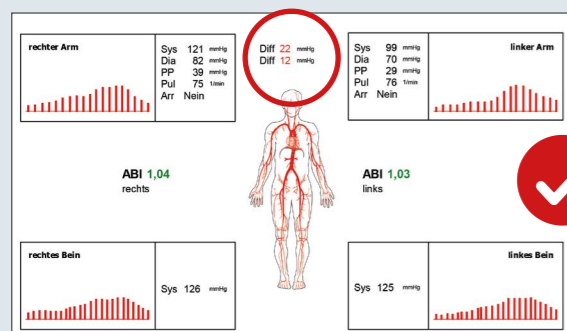 rechter Arm
Sys 121 mmHg
Dia 82 mmHg
PP 39 mmHg
Pul 75 1/min
Arr Nein
Diff 22 mmHg
Diff 12 mmHg
Sys 99 mmHg
Dia 70 mmHg
PP 29 mmHg
Pul 76 1/min
Arr Nein
linker Arm
ABI 1,04
rechts
ABI 1,03
links
rechtes Bein
Sys 126 mmHg
Sys 125 mmHg
linkes Bein